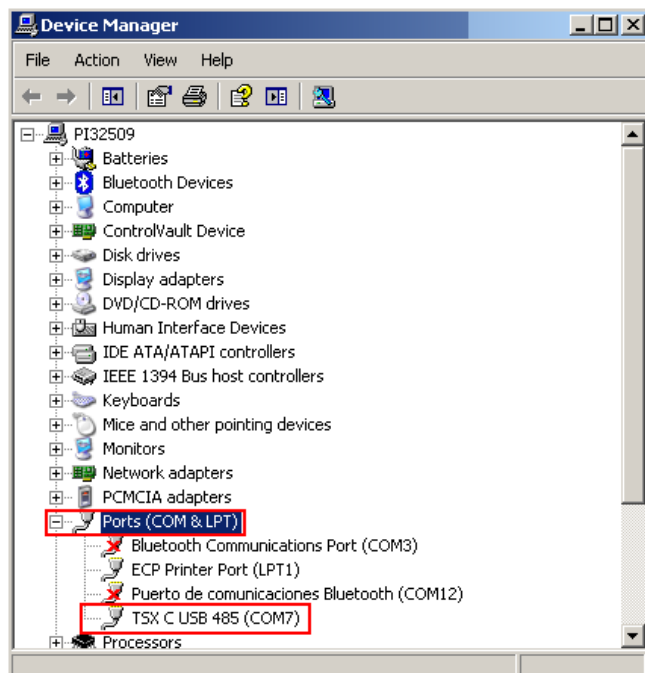 Device Manager
File Action View Help
PI32509
Batteries
Bluetooth Devices
Computer
ControlVault Device
Disk drives
Display adapters
DVD/CD-ROM drives
Human Interface Devices
IDE ATA/ATAPI controllers
IEEE 1394 Bus host controllers
Keyboards
Mice and other pointing devices
Monitors
Network adapters
PCMCIA adapters
Ports (COM & LPT)
Bluetooth Communications Port (COM3)
ECP Printer Port (LPT1)
Puerto de comunicaciones Bluetooth (COM12)
TSX C USB 485 (COM7)
Processors